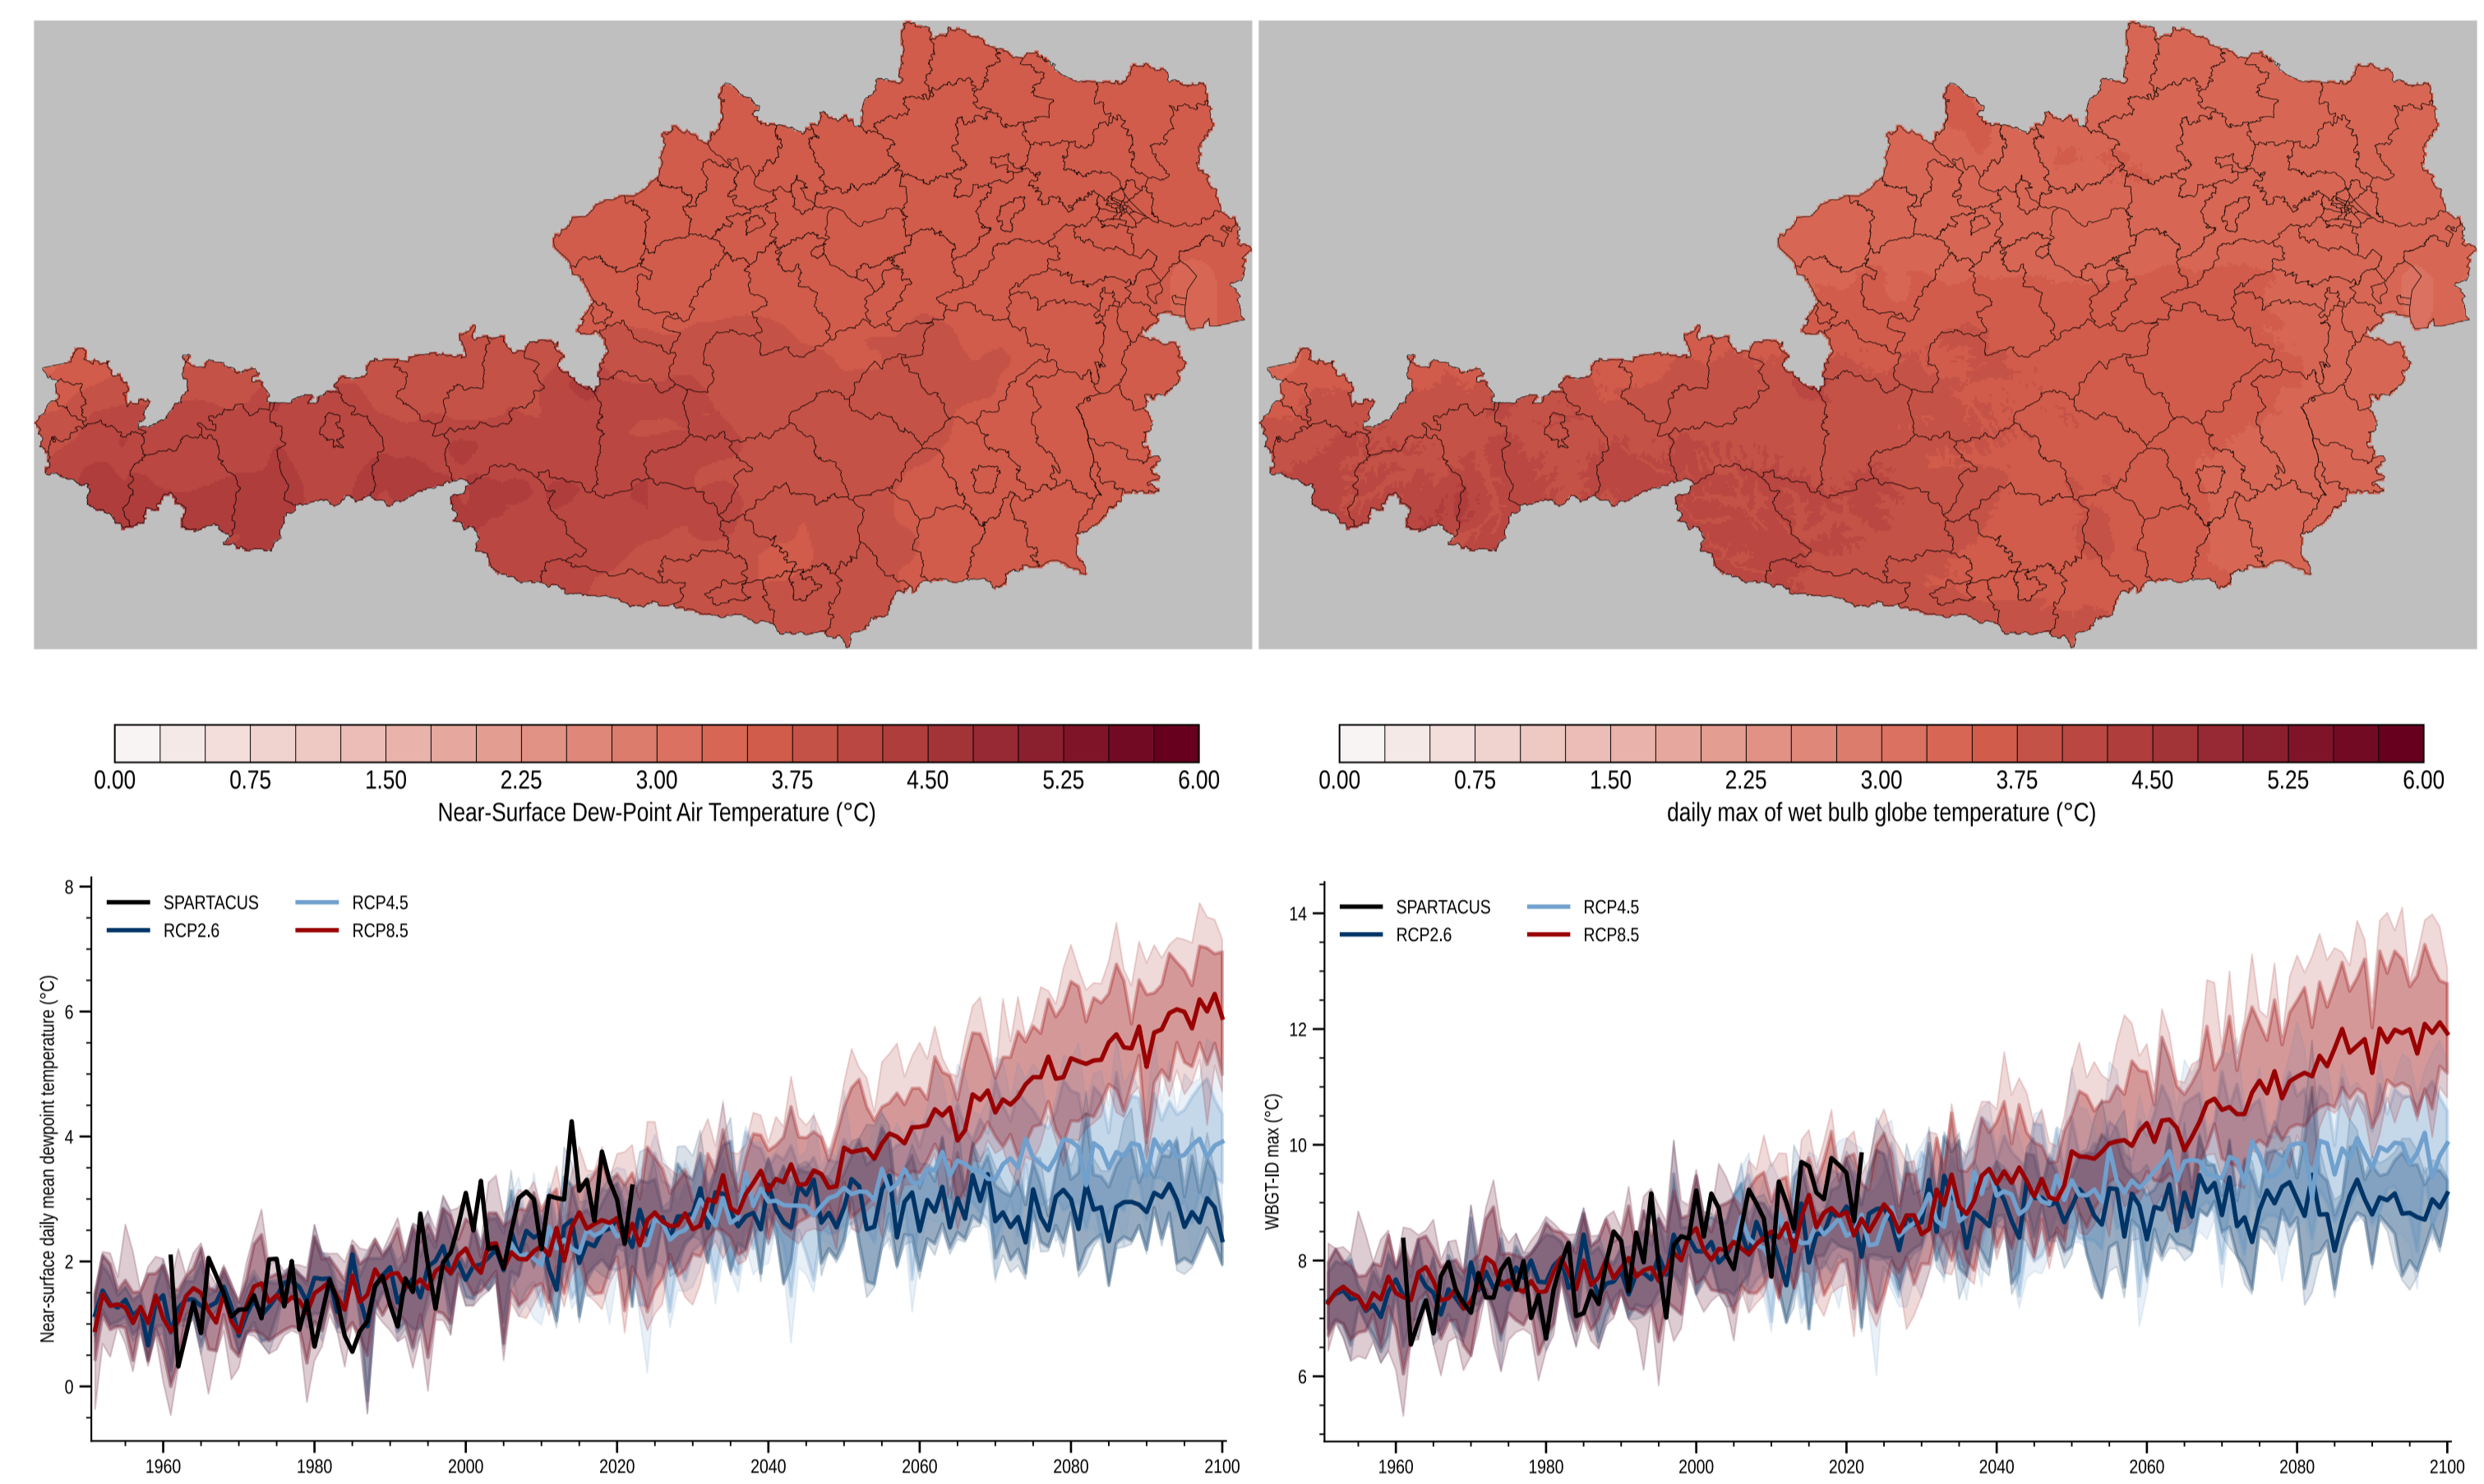 0.00 0.75 1.50 2.25 3.00 3.75 4.50 5.25 6.00
Near-Surface Dew-Point Air Temperature (°C)
0.00 0.75 1.50 2.25 3.00 3.75 4.50 5.25 6.00
daily max of wet bulb globe temperature (°C)
Near-surface daily mean dewpoint temperature (°C)
8
6
4
2
0
SPARTACUS RCP4.5
RCP2.6 RCP8.5
1960 1980 2000 2020 2040 2060 2080 2100
WBGT-ID max (°C)
14
12
10
8
6
SPARTACUS RCP4.5
RCP2.6 RCP8.5
1960 1980 2000 2020 2040 2060 2080 2100